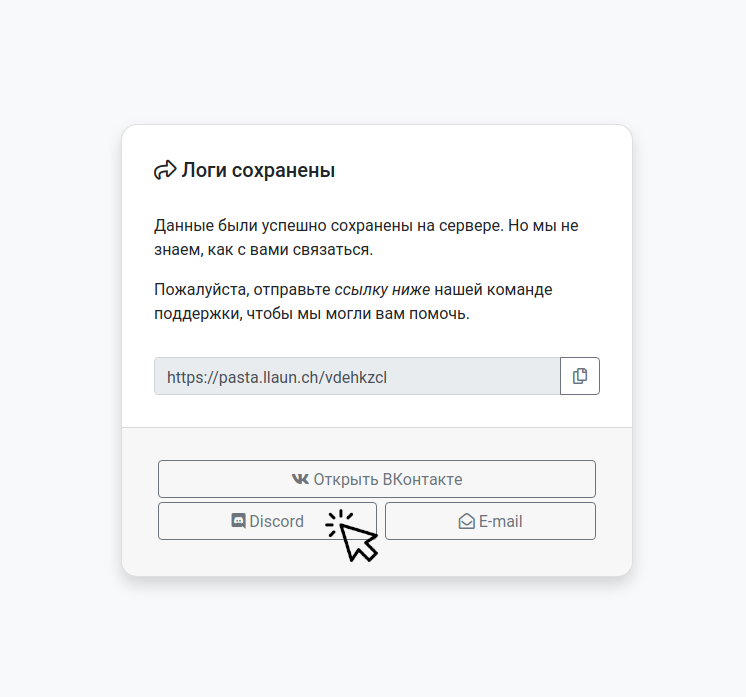 Логи сохранены
Данные были успешно сохранены на сервере. Но мы не
знаем, как с вами связаться.
Пожалуйста, отправьте ссылку ниже нашей команде
поддержки, чтобы мы могли вам помочь.
https://pasta.llaun.ch/vdehkzcl
Открыть ВКонтакте
Discord
E-mail